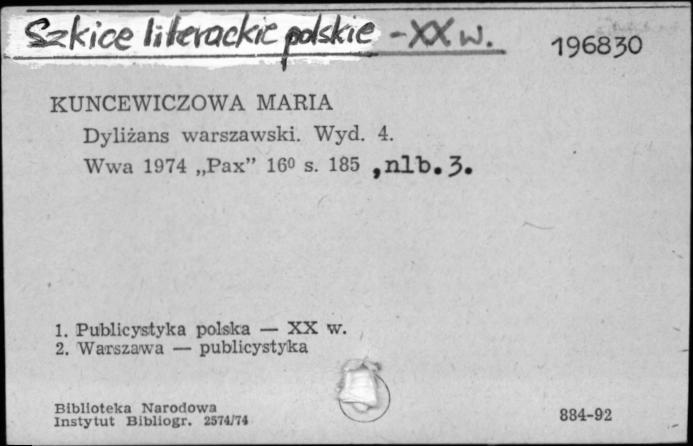 Szkice literackie polskie - XX w.
196830
KUNCEWICZOWA MARIA
Dyliżans warszawski. Wyd. 4.
Wwa 1974 „Pax” 16⁰ s. 185 , nlb. 3.
1. Publicystyka polska — XX w.
2. Warszawa — publicystyka
Biblioteka Narodowa
Instytut Bibliogr. 2574/74
884-92